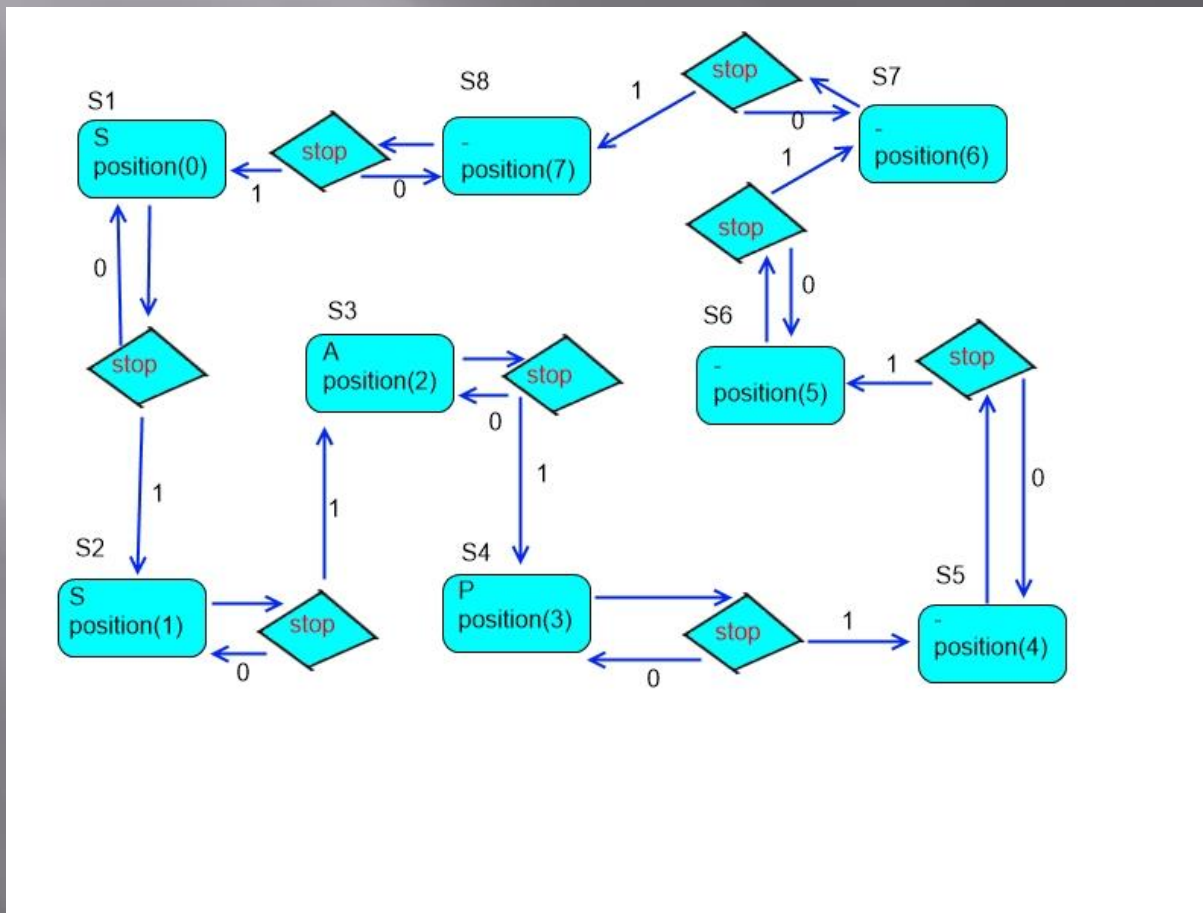 S1
S
position(0)
stop
1
S8
-
position(7)
0
stop
1
0
S7
-
position(6)
1
stop
0
0
stop
1
S3
A
position(2)
stop
0
1
S6
-
position(5)
1
stop
0
S2
S
position(1)
stop
0
1
S4
P
position(3)
stop
0
1
S5
-
position(4)